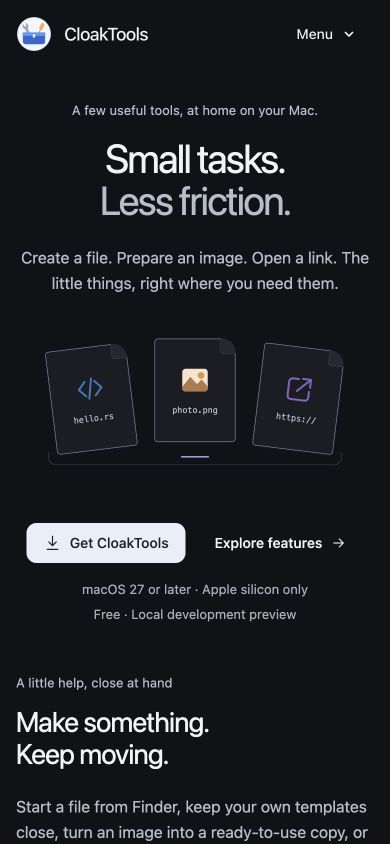 CloakTools
Menu
A few useful tools, at home on your Mac.
Small tasks.
Less friction.
Create a file. Prepare an image. Open a link. The
little things, right where you need them.
hello.rs
photo.png
https://
Get CloakTools
Explore features
macOS 27 or later · Apple silicon only
Free · Local development preview
A little help, close at hand
Make something.
Keep moving.
Start a file from Finder, keep your own templates
close, turn an image into a ready-to-use copy, or